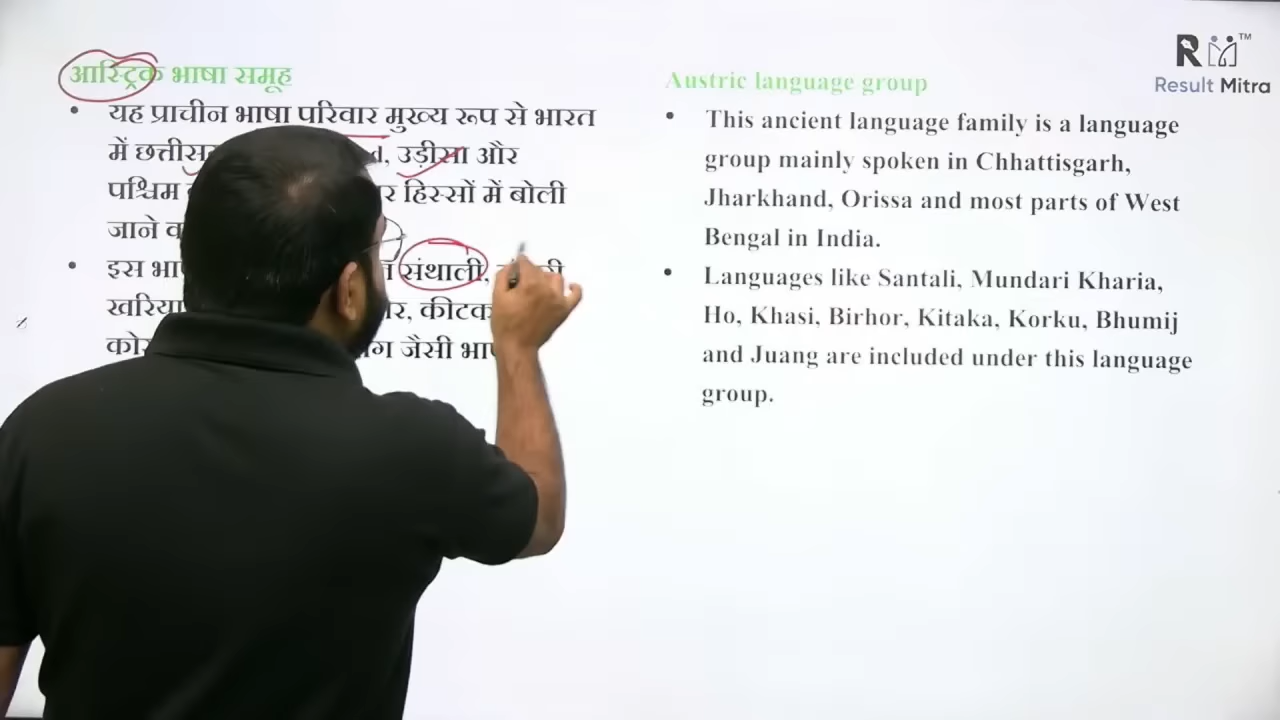 आस्ट्रिक भाषा समूह
यह प्राचीन भाषा परिवार मुख्य रूप से भारत
में उड़ीसा और
पश्चिम हिस्सों में बोली
जाने
इस संथाली,
कीटक
जैसी
Austric language group
This ancient language family is a language
group mainly spoken in Chhattisgarh,
Jharkhand, Orissa and most parts of West
Bengal in India.
Languages like Santali, Mundari Kharia,
Ho, Khasi, Birhor, Kitaka, Korku, Bhumij
and Juang are included under this language
group.
R TM
Result Mitra